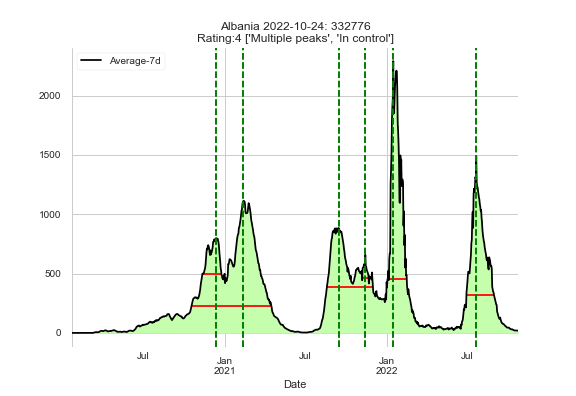 Albania 2022-10-24: 332776
Rating:4 ['Multiple peaks', 'In control']
Average-7d
2000
1500
1000
500
0
Jul
Jan
2021
Jul
Jan
2022
Jul
Date